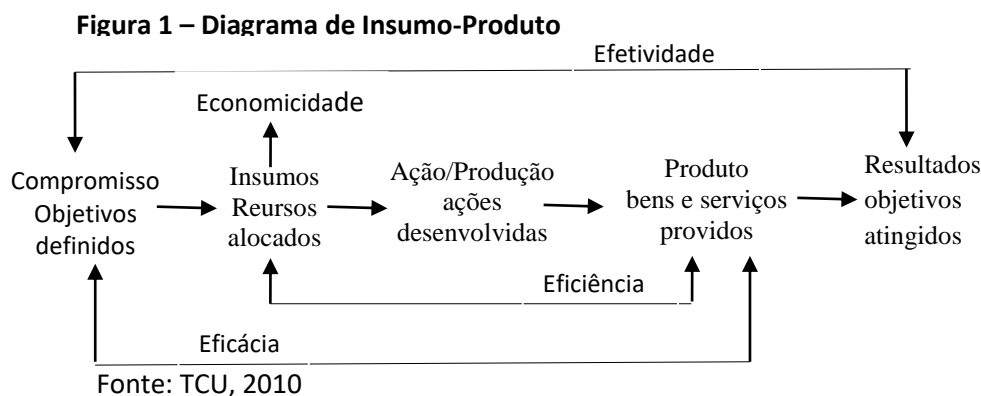 Figura 1 – Diagrama de Insumo-Produto
Efetividade
Economicidade
Compromisso
Objetivos
definidos
Insumos
Reursos
alocados
Ação/Produção
ações
desenvolvidas
Produto
bens e serviços
providos
Resultados
objetivos
atingidos
Eficiência
Eficácia
Fonte: TCU, 2010